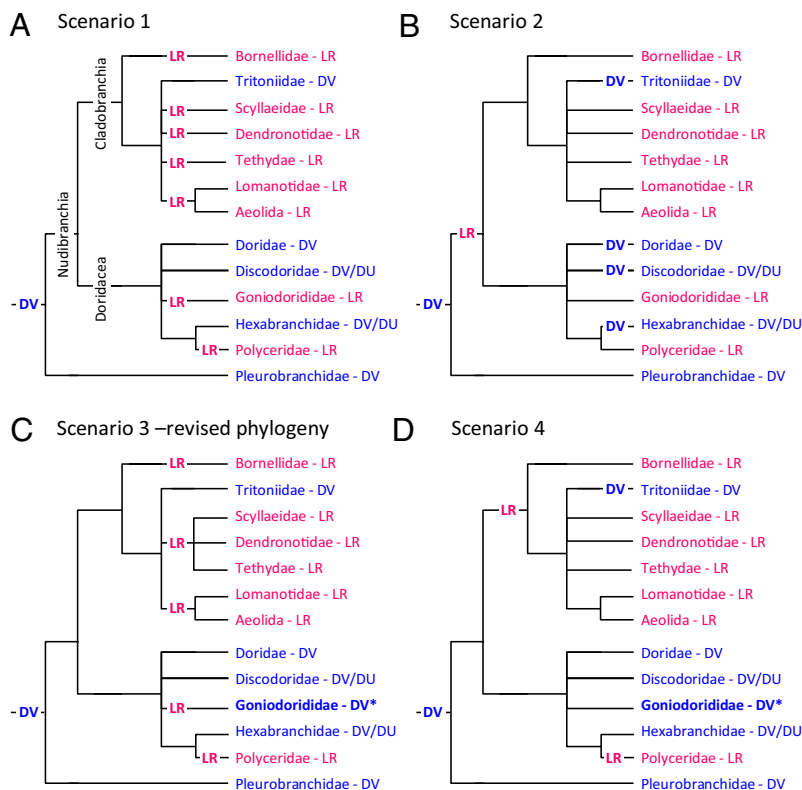 A Scenario 1
LR Bornellidae - LR
Tritoniidae - DV
LR Scyllaeidae - LR
LR Dendronotidae - LR
LR Tethydae - LR
Lomanotidae - LR
LR
Aeolida - LR
Cladobranchia
Nudibranchia
Doridacea
Doridae - DV
Discodoridae - DV/DU
LR Goniodorididae - LR
DV
Hexabranchidae - DV/DU
LR Polyceridae - LR
Pleurobranchidae - DV
B Scenario 2
Bornellidae - LR
DV Tritoniidae - DV
Scyllaeidae - LR
Dendronotidae - LR
Tethydae - LR
Lomanotidae - LR
Aeolida - LR
LR
DV Doridae - DV
DV Discodoridae - DV/DU
Goniodorididae - LR
DV
DV Hexabranchidae - DV/DU
Polyceridae - LR
Pleurobranchidae - DV
C Scenario 3 –revised phylogeny
LR Bornellidae - LR
Tritoniidae - DV
Scyllaeidae - LR
LR Dendronotidae - LR
Tethydae - LR
Lomanotidae - LR
LR
Aeolida - LR
Doridae - DV
Discodoridae - DV/DU
DV LR Goniodorididae - DV*
Hexabranchidae - DV/DU
LR Polyceridae - LR
Pleurobranchidae - DV
D Scenario 4
Bornellidae - LR
DV Tritoniidae - DV
LR
Scyllaeidae - LR
Dendronotidae - LR
Tethydae - LR
Lomanotidae - LR
Aeolida - LR
Doridae - DV
Discodoridae - DV/DU
DV Goniodorididae - DV*
Hexabranchidae - DV/DU
LR Polyceridae - LR
Pleurobranchidae - DV